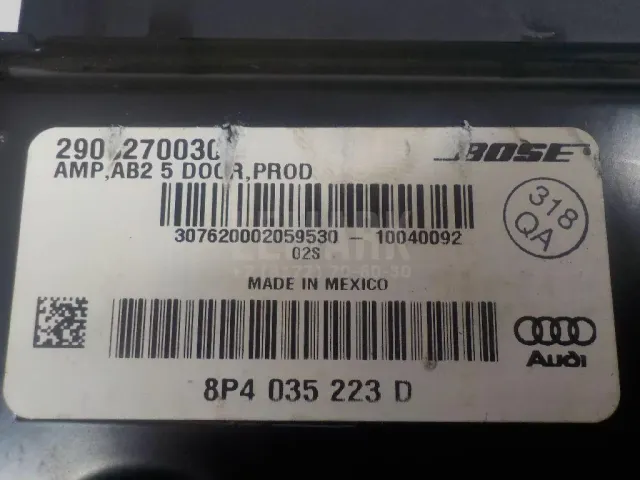 BOSE
AMP,AB2 5 DOOR,PROD
318
QA
307620002059530 - 10040092
02S
MADE IN MEXICO
Audi
8P4 035 223 D